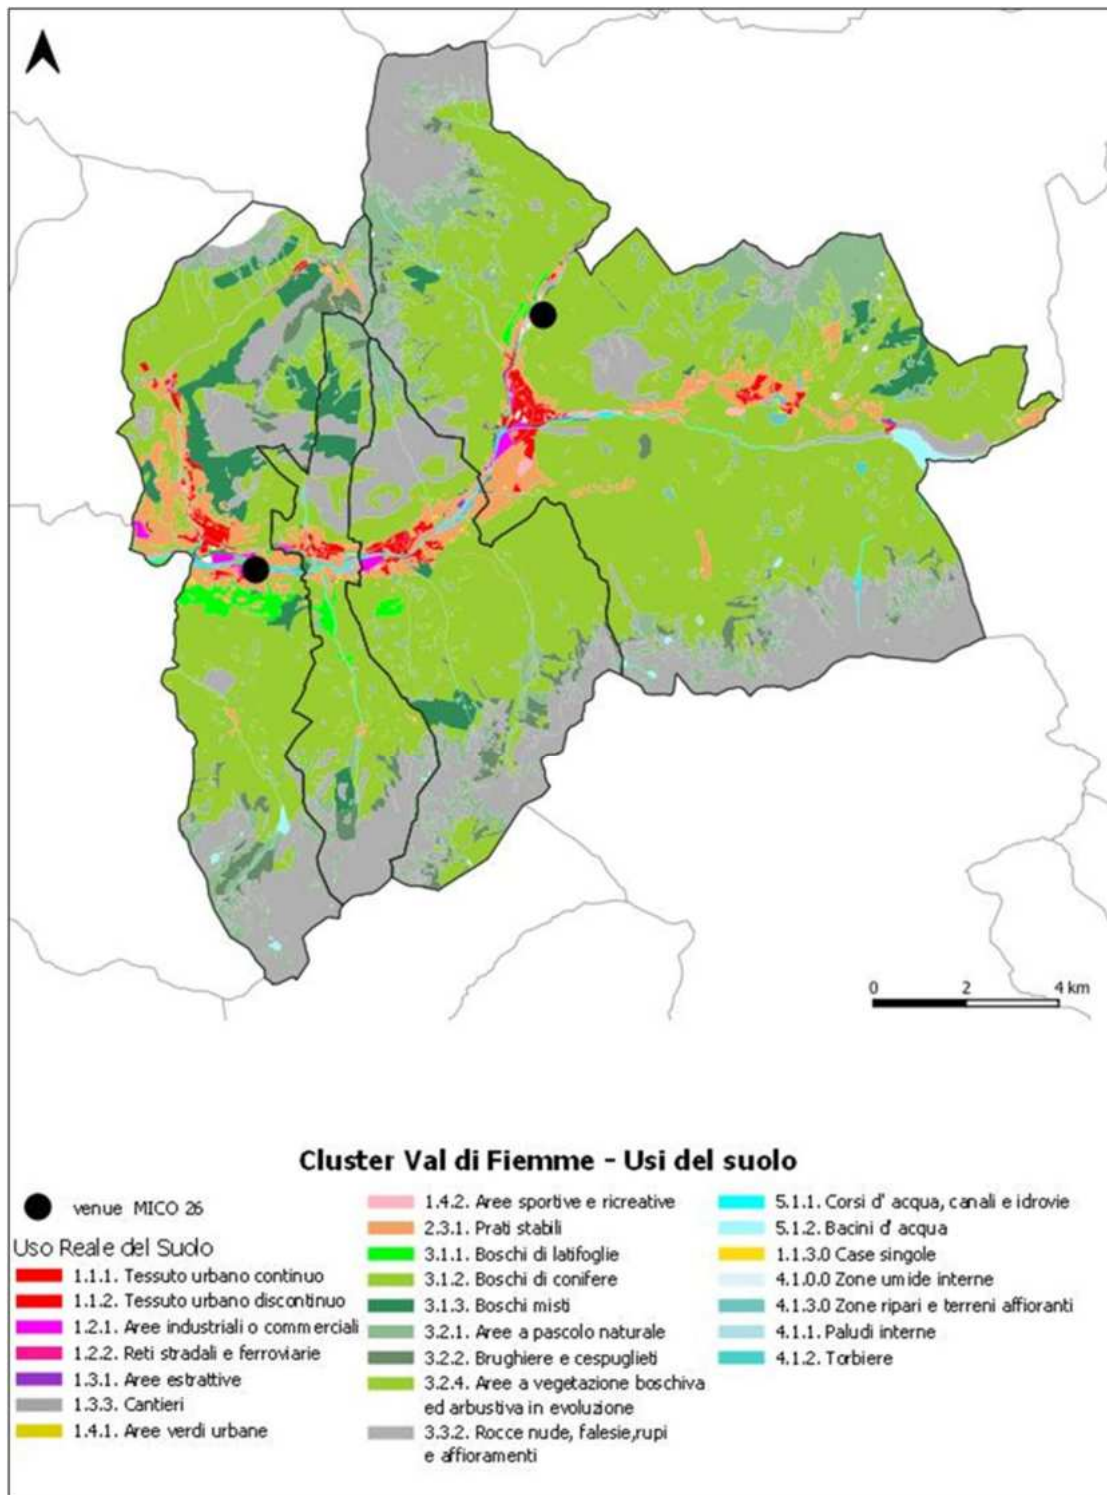 0 2 4 km
Cluster Val di Fiemme - Usi del suolo
venue MICO 26
Uso Reale del Suolo
1.1.1. Tessuto urbano continuo
1.1.2. Tessuto urbano discontinuo
1.2.1. Aree industriali o commerciali
1.2.2. Reti stradali e ferroviarie
1.3.1. Aree estrattive
1.3.3. Cantieri
1.4.1. Aree verdi urbane
1.4.2. Aree sportive e ricreative
2.3.1. Prati stabili
3.1.1. Boschi di latifoglie
3.1.2. Boschi di conifere
3.1.3. Boschi misti
3.2.1. Aree a pascolo naturale
3.2.2. Brughiere e cespuglieti
3.2.4. Aree a vegetazione boschiva
ed arbustiva in evoluzione
3.3.2. Rocce nude, falesie,rupi
e affioramenti
5.1.1. Corsi d' acqua, canali e idrovie
5.1.2. Bacini d' acqua
1.1.3.0 Case singole
4.1.0.0 Zone umide interne
4.1.3.0 Zone ripari e terreni affioranti
4.1.1. Paludi interne
4.1.2. Torbiere